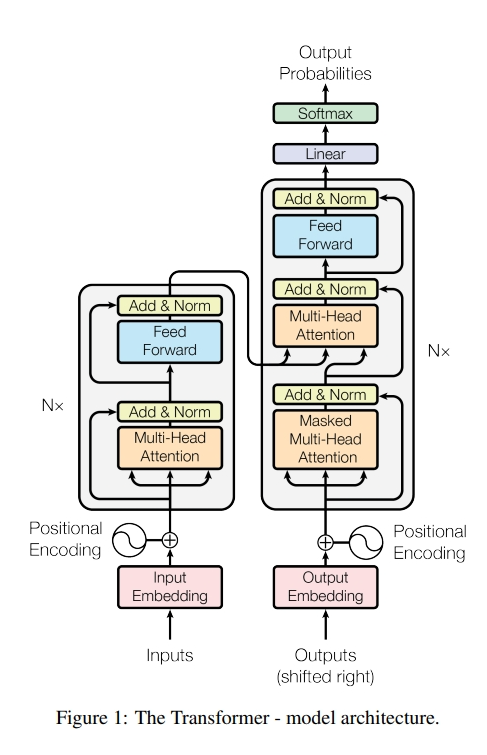 Output
Probabilities
Softmax
Linear
Add & Norm
Feed
Forward
Add & Norm
Multi-Head
Attention
Nx
Add & Norm
Masked
Multi-Head
Attention
Add & Norm
Feed
Forward
Nx
Add & Norm
Multi-Head
Attention
Positional
Encoding
Positional
Encoding
Input
Embedding
Output
Embedding
Inputs
Outputs
(shifted right)
Figure 1: The Transformer - model architecture.